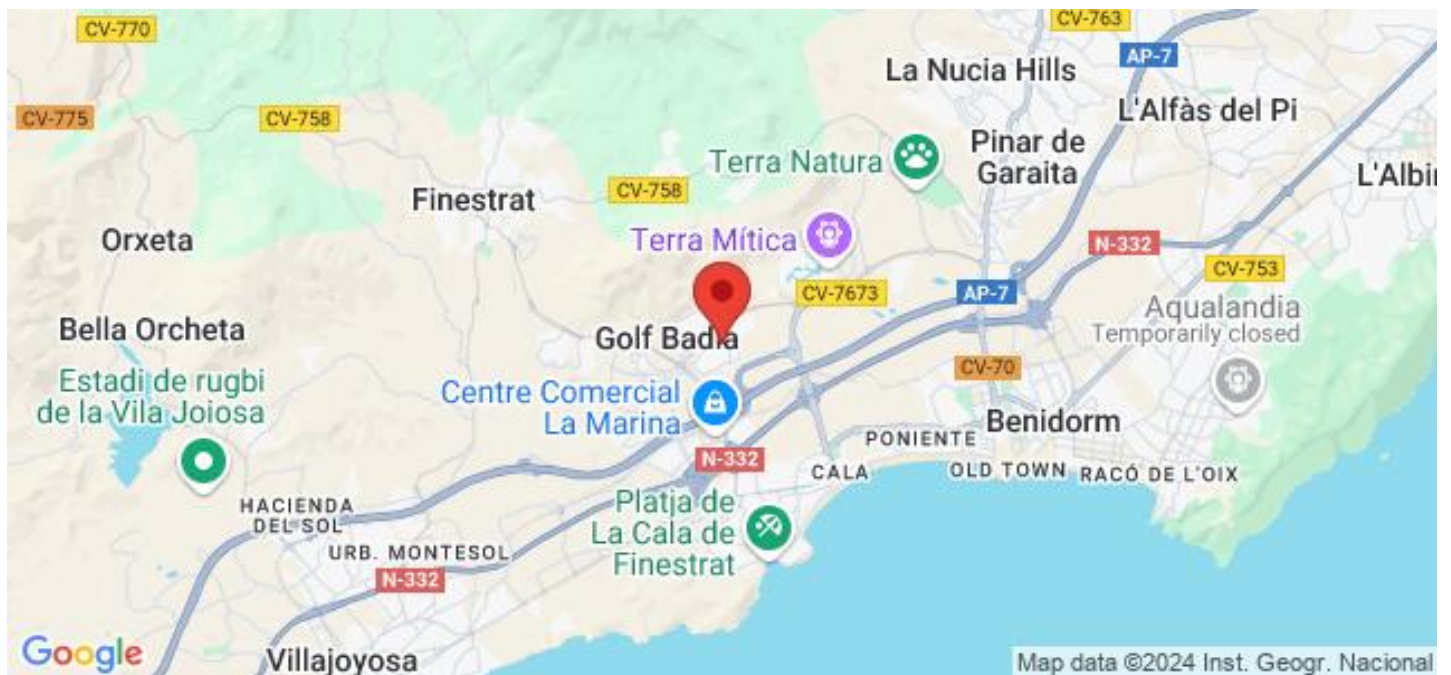 CV-770
CV-763
AP-7
La Nucia Hills
CV-775
CV-758
L'Alfàs del Pi
Pinar de
Garaita
Terra Natura
L'Albir
Finestrat
CV-758
Orxeta
Terra Mítica
N-332
CV-753
CV-7673
AP-7
Aqualandia
Temporarily closed
Bella Orcheta
Golf Badia
Estadi de rugbi
de la Vila Joiosa
Centre Comercial
La Marina
CV-70
Benidorm
PONIENTE
N-332
CALA
OLD TOWN
RACÓ DE L'OIX
HACIENDA
DEL SOL
Platja de
La Cala de
Finestrat
URB. MONTESOL
N-332
Google
Villajoyosa
Map data ©2024 Inst. Geogr. Nacional